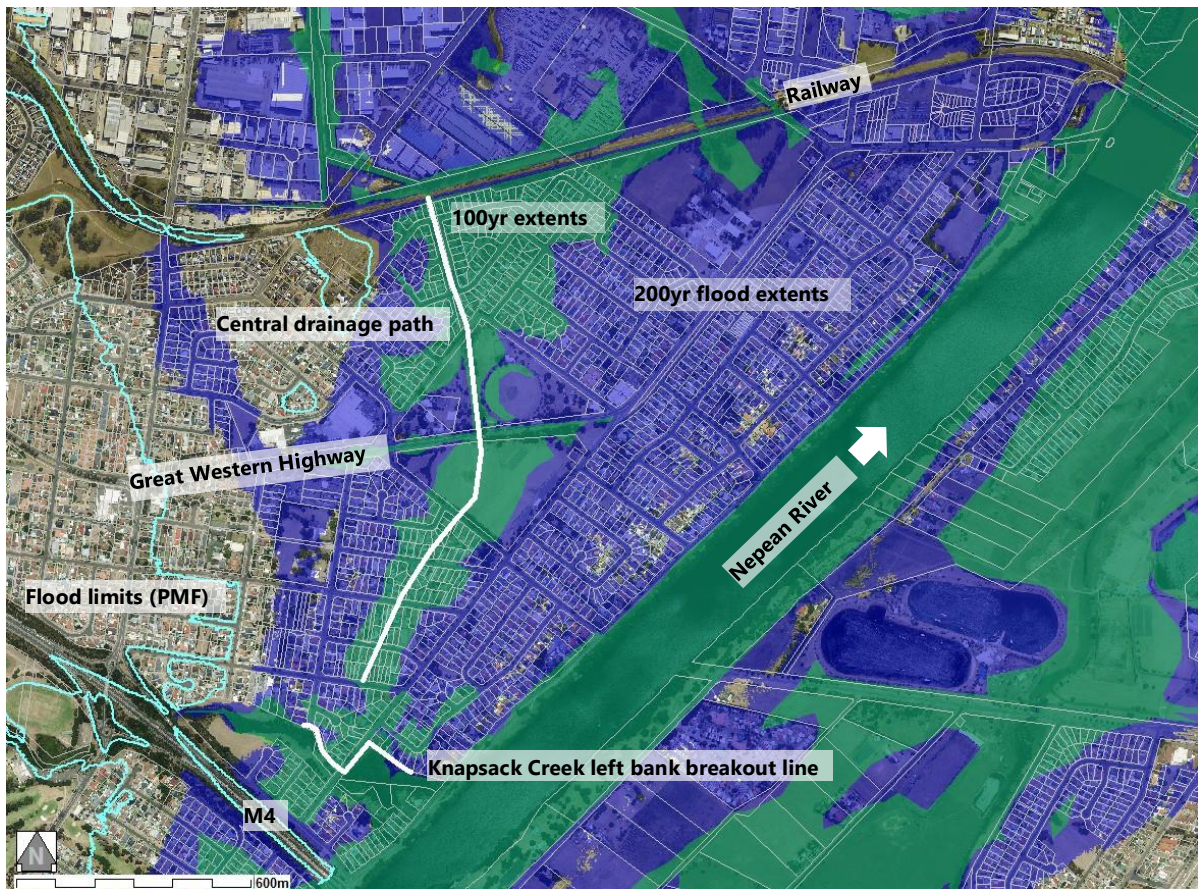 Railway
100yr extents
200yr flood extents
Central drainage path
Great Western Highway
Nepean River
Flood limits (PMF)
Knapsack Creek left bank breakout line
M4
N
600m